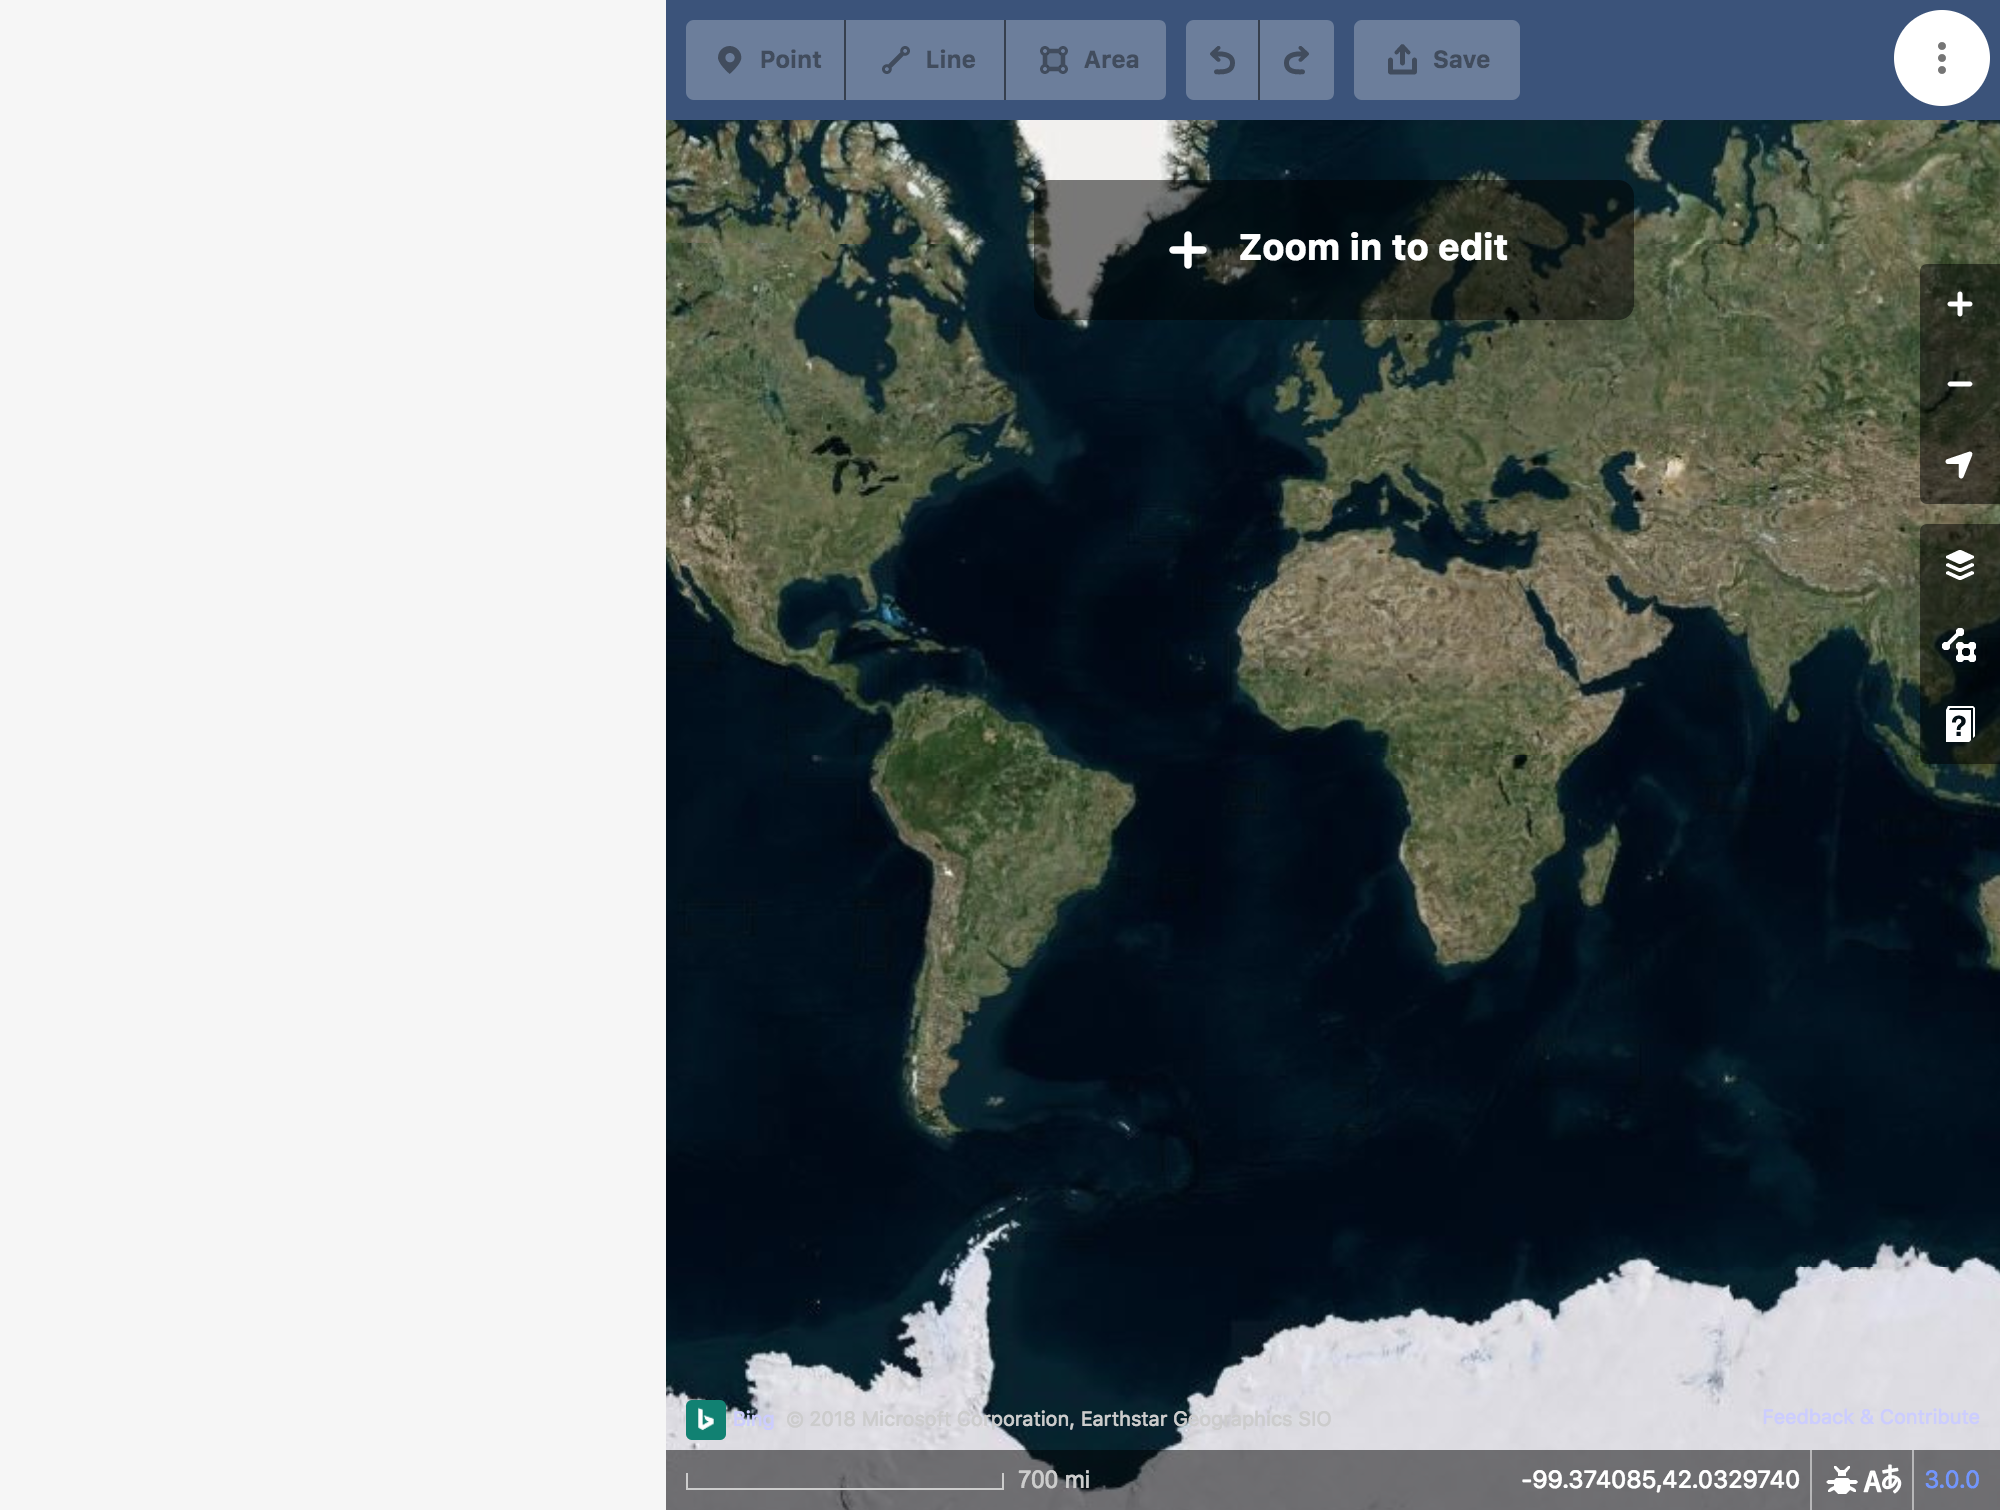 Point
Line
Area
Save
Zoom in to edit
Bing © 2018 Microsoft Corporation, Earthstar Geographics SIO
Feedback & Contribute
700 mi
-99.374085,42.0329740
Aあ
3.0.0